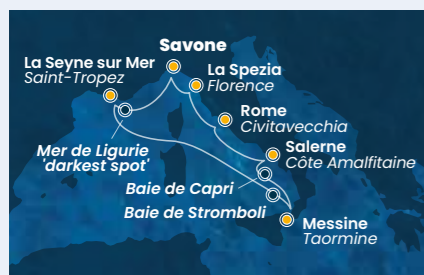 Savone
La Seyne sur Mer
Saint-Tropez
La Spezia
Florence
Rome
Civitavecchia
Mer de Ligurie
'darkest spot'
Salerne
Côte Amalfitaine
Baie de Capri
Baie de Stromboli
Messine
Taormine